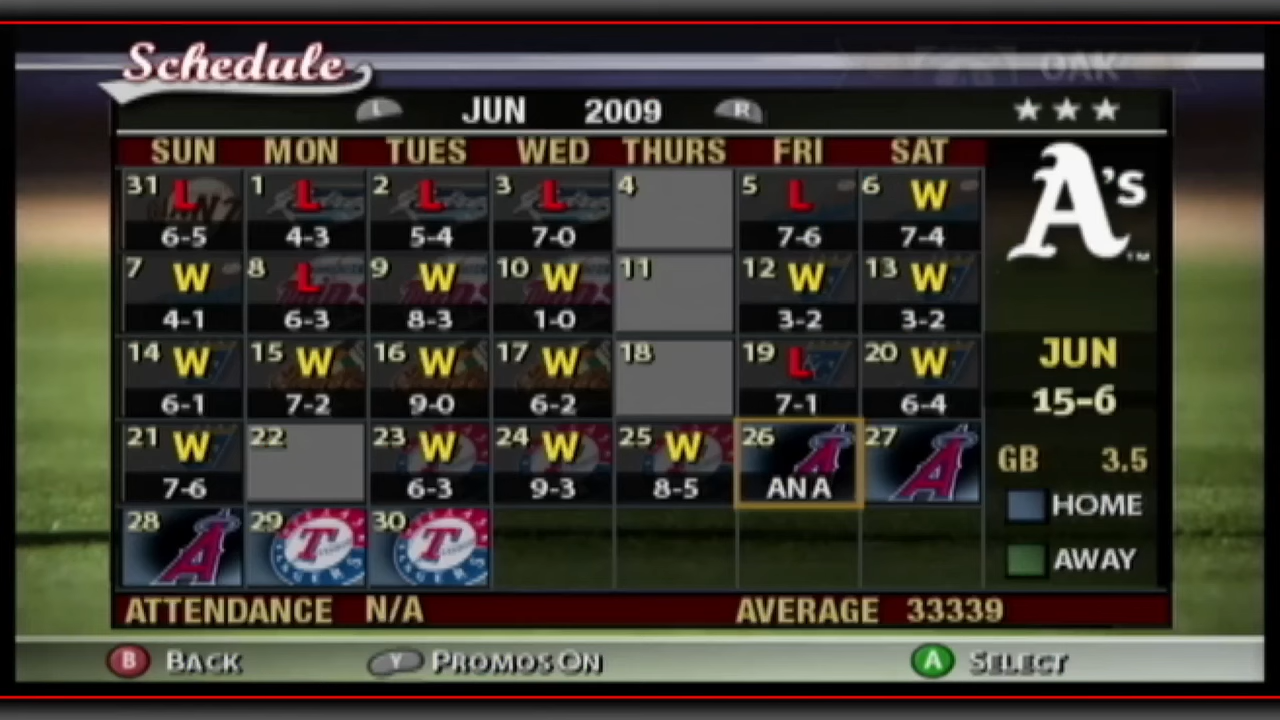 Schedule
OAK
L JUN 2009 R
SUN MON TUES WED THURS FRI SAT
31 L 1 L 2 L 3 L 4 5 L 6 W
6-5 4-3 5-4 7-0 7-6 7-4
7 W 8 L 9 W 10 W 11 12 W 13 W
4-1 6-3 8-3 1-0 3-2 3-2
14 W 15 W 16 W 17 W 18 19 L 20 W
6-1 7-2 9-0 6-2 7-1 6-4
21 W 22 23 W 24 W 25 W 26 A 27 A
7-6 6-3 9-3 8-5 ANA
28 A 29 T RANGERS 30 T RANGERS
A's
TM
JUN
15-6
GB 3.5
HOME
AWAY
ATTENDANCE N/A AVERAGE 33339
B BACK Y PROMOS ON A SELECT